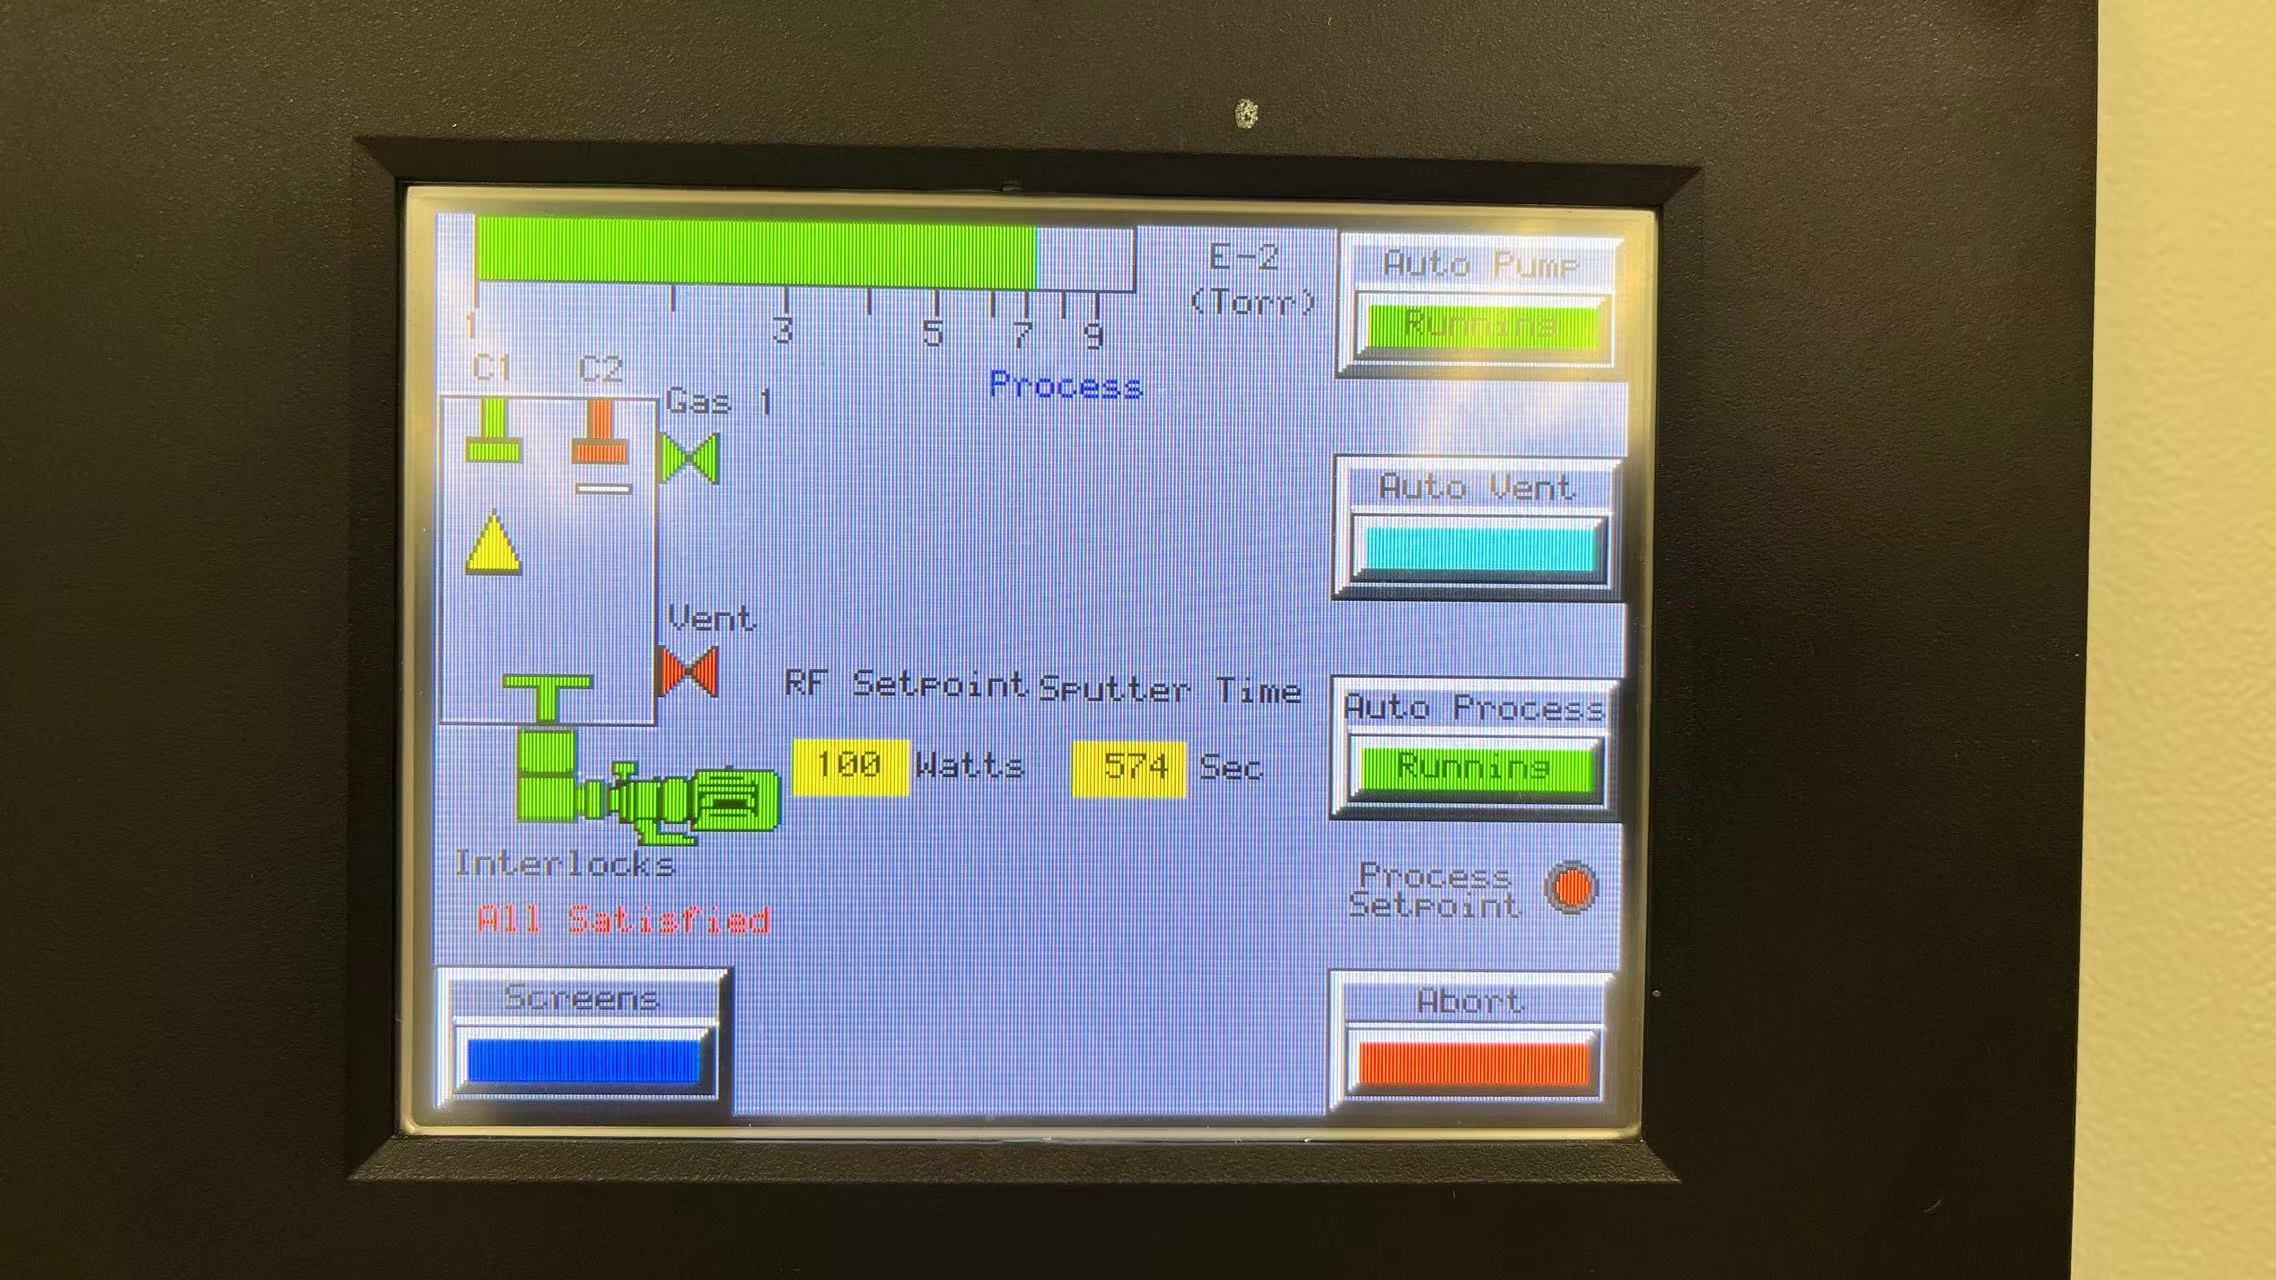 E-2
(Torr)
1 3 5 7 9
Process
C1 C2
Gas 1
Vent
RF Setpoint Sputter Time
100 Watts 574 Sec
Interlocks
All Satisfied
Screens
Auto Pump
Running
Auto Vent
Auto Process
Running
Process
Setpoint
Abort